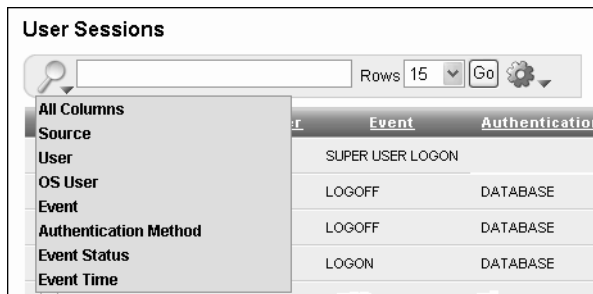 User Sessions
Rows 15 Go
All Columns
Source
User
OS User
Event
Authentication Method
Event Status
Event Time
Event Authentication
SUPER USER LOGON
LOGOFF DATABASE
LOGOFF DATABASE
LOGON DATABASE